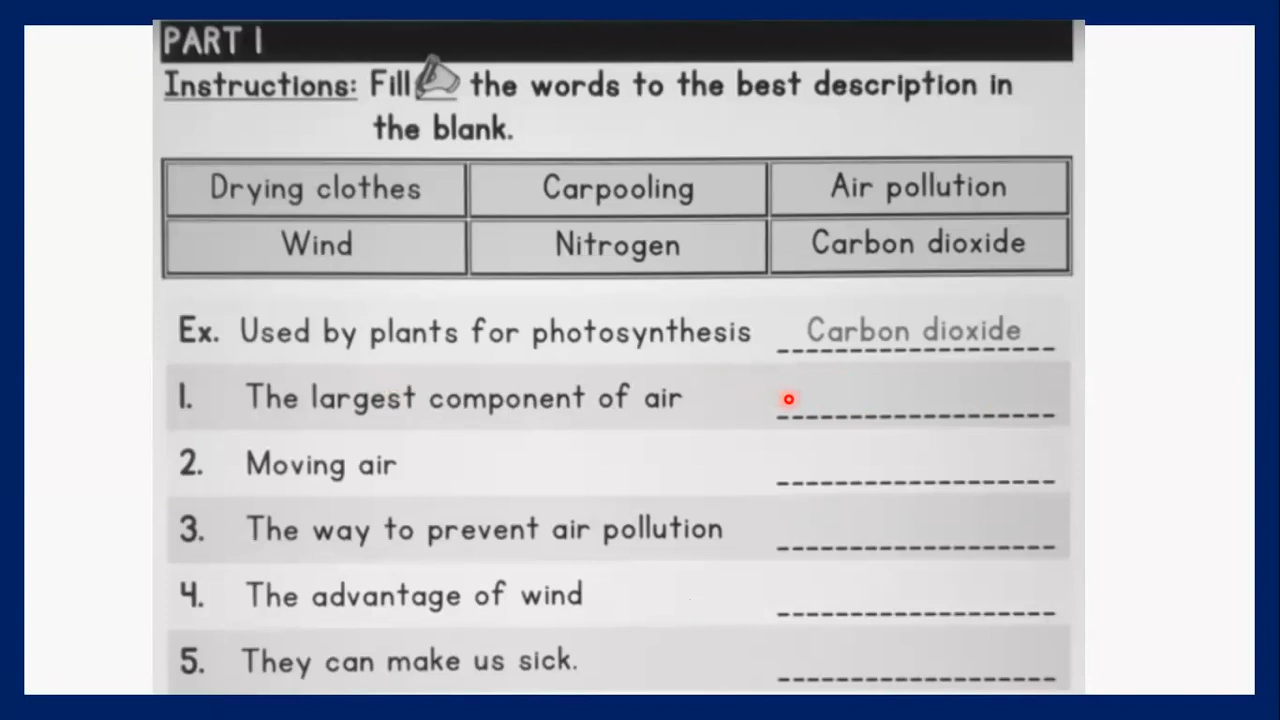 PART I
Instructions: Fill the words to the best description in
the blank.
Drying clothes Carpooling Air pollution
Wind Nitrogen Carbon dioxide
Ex. Used by plants for photosynthesis Carbon dioxide
1. The largest component of air
2. Moving air
3. The way to prevent air pollution
4. The advantage of wind
5. They can make us sick.